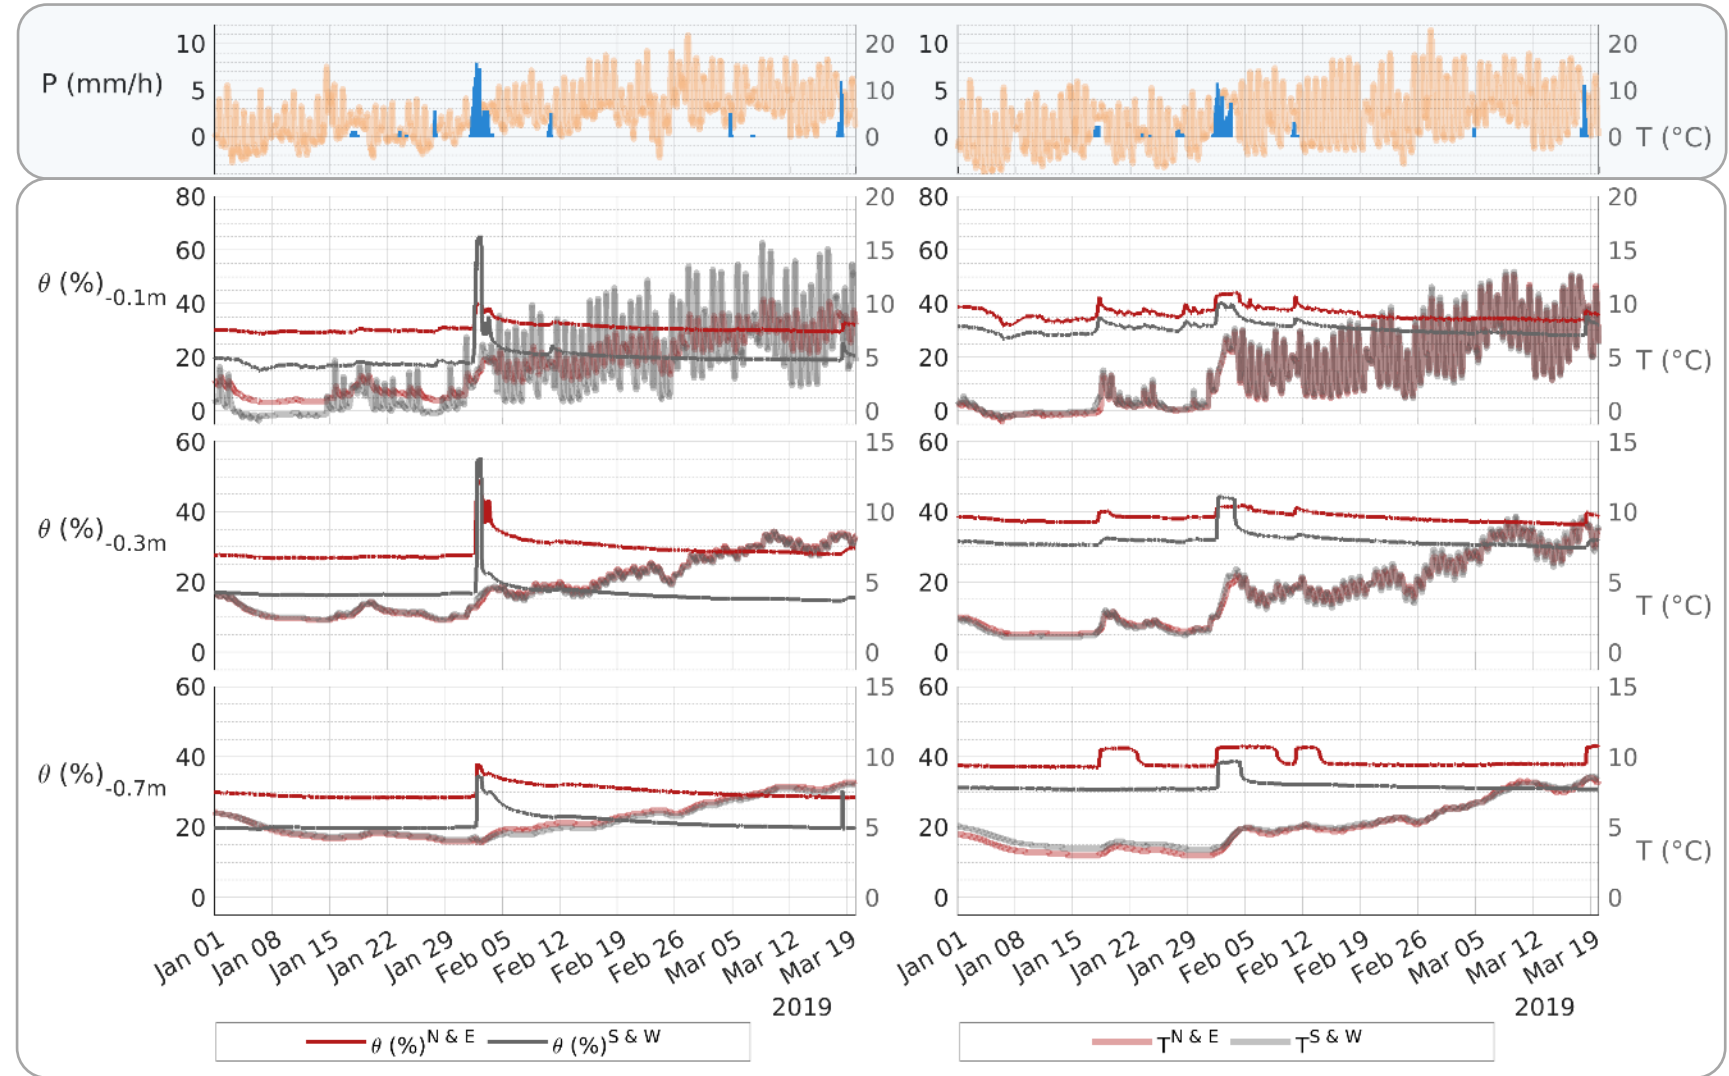 P (mm/h)
10 5 0
20 10 0
10 5 0
20 10 0 T (°C)
θ (%)-0.1m
80 60 40 20 0
20 15 10 5 0
80 60 40 20 0
20 15 10 5 0
T (°C)
θ (%)-0.3m
60 40 20 0
15 10 5 0
60 40 20 0
15 10 5 0
T (°C)
θ (%)-0.7m
60 40 20 0
15 10 5 0
60 40 20 0
15 10 5 0
T (°C)
Jan 01 Jan 08 Jan 15 Jan 22 Jan 29 Feb 05 Feb 12 Feb 19 Feb 26 Mar 05 Mar 12 Mar 19
Jan 01 Jan 08 Jan 15 Jan 22 Jan 29 Feb 05 Feb 12 Feb 19 Feb 26 Mar 05 Mar 12 Mar 19
2019
2019
θ (%)N & E θ (%)S & W
TN & E TS & W